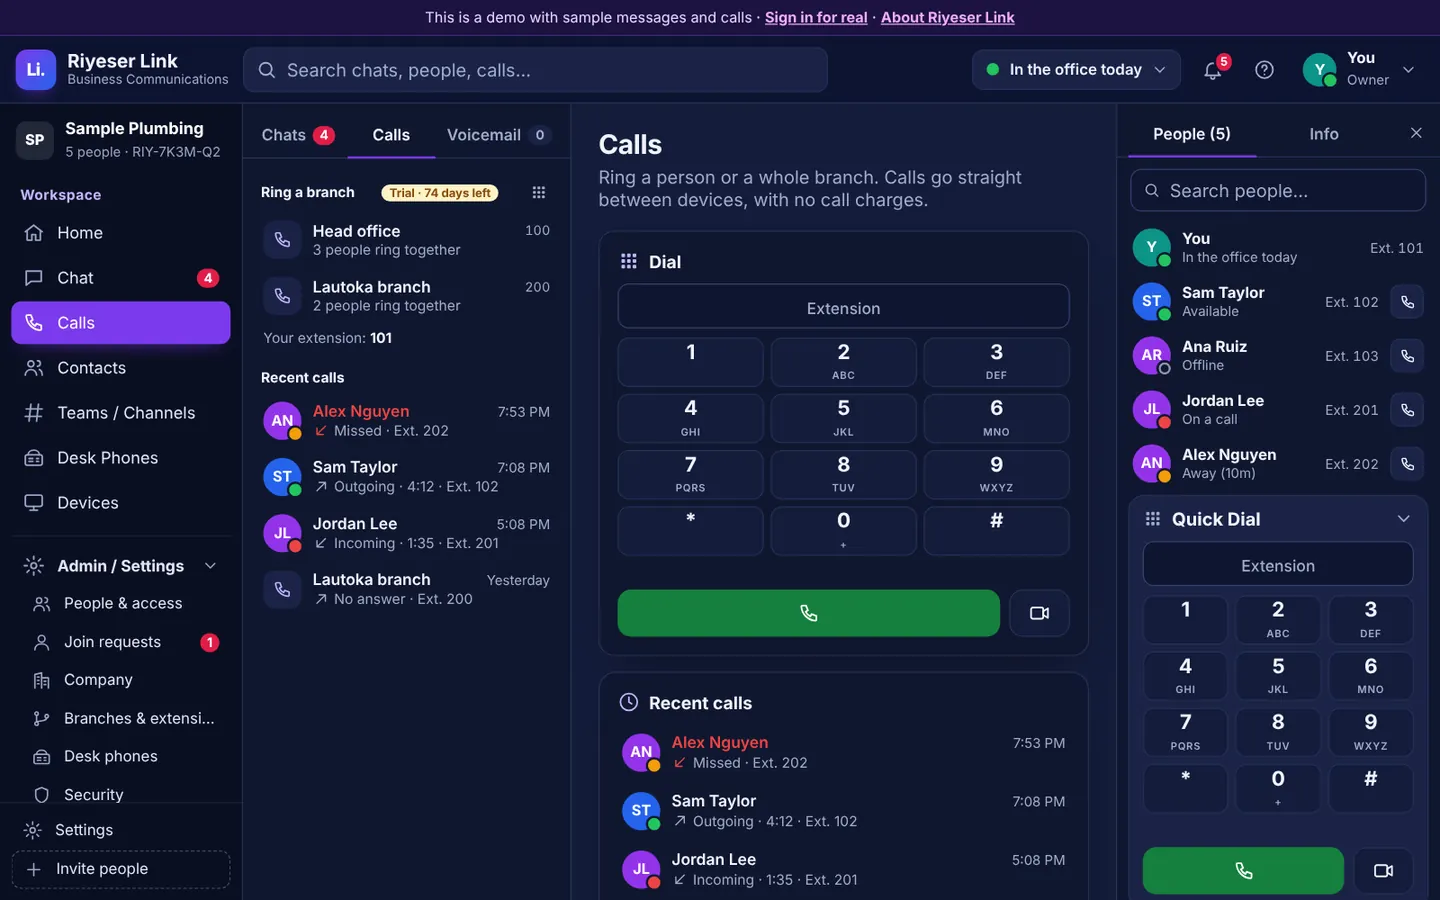 This is a demo with sample messages and calls · Sign in for real · About Riyeser Link
Li.
Riyeser Link
Business Communications
Search chats, people, calls...
In the office today
5
Y
You
Owner
SP
Sample Plumbing
5 people · RIY-7K3M-Q2
Workspace
Home
Chat
4
Calls
Contacts
Teams / Channels
Desk Phones
Devices
Admin / Settings
People & access
Join requests
1
Company
Branches & extensi...
Desk phones
Security
Settings
Invite people
Chats 4
Calls
Voicemail 0
Ring a branch
Trial · 74 days left
Head office
100
3 people ring together
Lautoka branch
200
2 people ring together
Your extension: 101
Recent calls
AN
Alex Nguyen
7:53 PM
Missed · Ext. 202
ST
Sam Taylor
7:08 PM
Outgoing · 4:12 · Ext. 102
JL
Jordan Lee
5:08 PM
Incoming · 1:35 · Ext. 201
Lautoka branch
Yesterday
No answer · Ext. 200
Calls
Ring a person or a whole branch. Calls go straight
between devices, with no call charges.
Dial
Extension
1
2
ABC
3
DEF
4
GHI
5
JKL
6
MNO
7
PQRS
8
TUV
9
WXYZ
*
0
+
#
Recent calls
AN
Alex Nguyen
7:53 PM
Missed · Ext. 202
ST
Sam Taylor
7:08 PM
Outgoing · 4:12 · Ext. 102
JL
Jordan Lee
5:08 PM
Incoming · 1:35 · Ext. 201
People (5)
Info
Search people...
Y
You
In the office today
Ext. 101
ST
Sam Taylor
Available
Ext. 102
AR
Ana Ruiz
Offline
Ext. 103
JL
Jordan Lee
On a call
Ext. 201
AN
Alex Nguyen
Away (10m)
Ext. 202
Quick Dial
Extension
1
2
ABC
3
DEF
4
GHI
5
JKL
6
MNO
7
PQRS
8
TUV
9
WXYZ
*
0
+
#